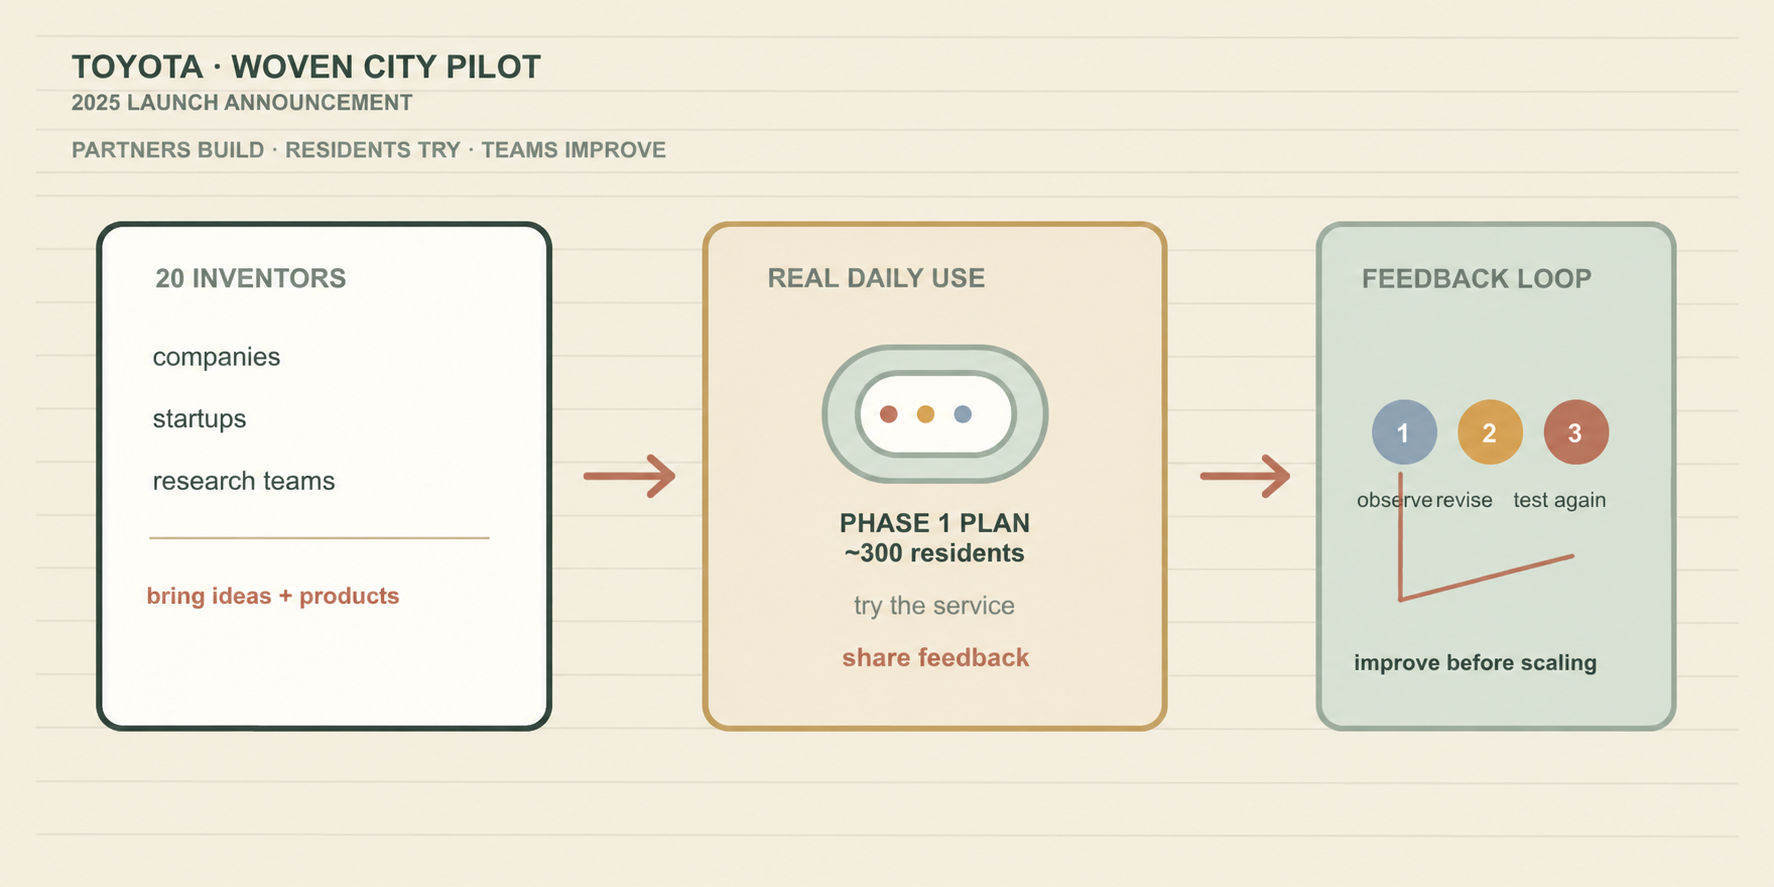 TOYOTA · WOVEN CITY PILOT
2025 LAUNCH ANNOUNCEMENT
PARTNERS BUILD · RESIDENTS TRY · TEAMS IMPROVE
20 INVENTORS
companies
startups
research teams
bring ideas + products
REAL DAILY USE
PHASE 1 PLAN
~300 residents
try the service
share feedback
FEEDBACK LOOP
1 2 3
observe revise test again
improve before scaling